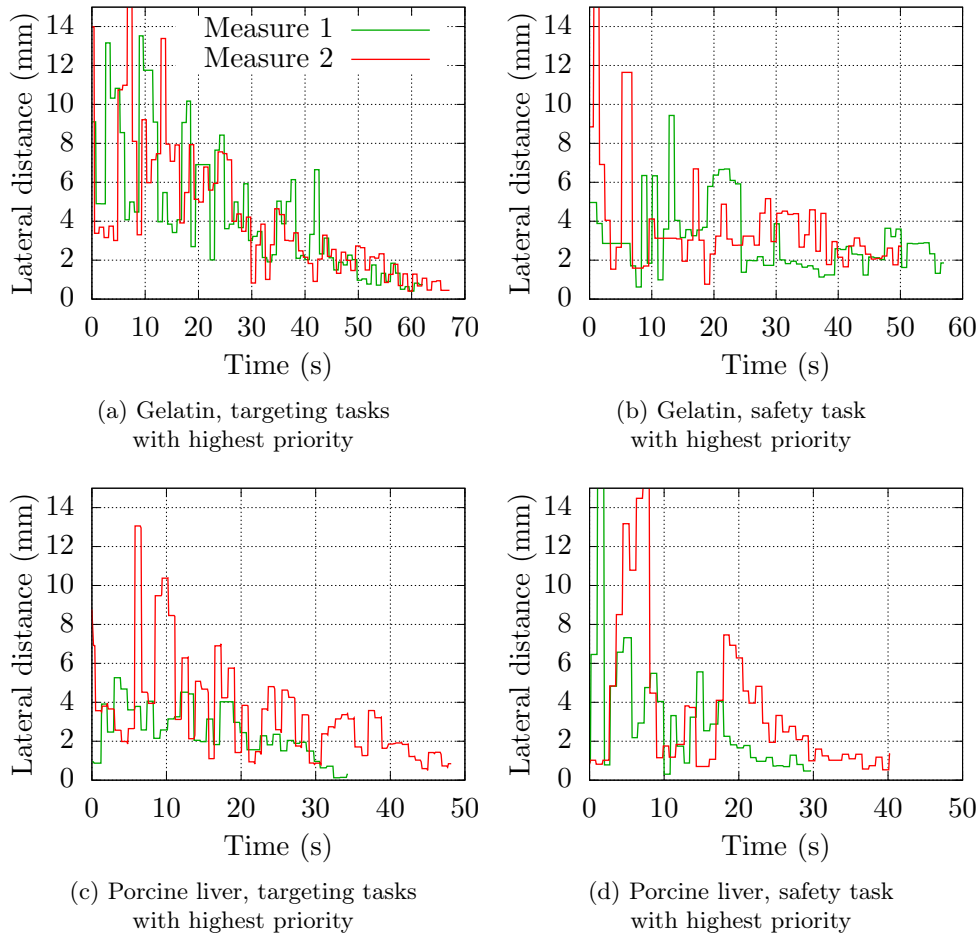 Lateral distance (mm)
14
12
10
8
6
4
2
0
Measure 1
Measure 2
0 10 20 30 40 50 60 70
Time (s)
(a) Gelatin, targeting tasks
with highest priority
Lateral distance (mm)
14
12
10
8
6
4
2
0
0 10 20 30 40 50 60
Time (s)
(b) Gelatin, safety task
with highest priority
Lateral distance (mm)
14
12
10
8
6
4
2
0
0 10 20 30 40 50
Time (s)
(c) Porcine liver, targeting tasks
with highest priority
Lateral distance (mm)
14
12
10
8
6
4
2
0
0 10 20 30 40 50
Time (s)
(d) Porcine liver, safety task
with highest priority